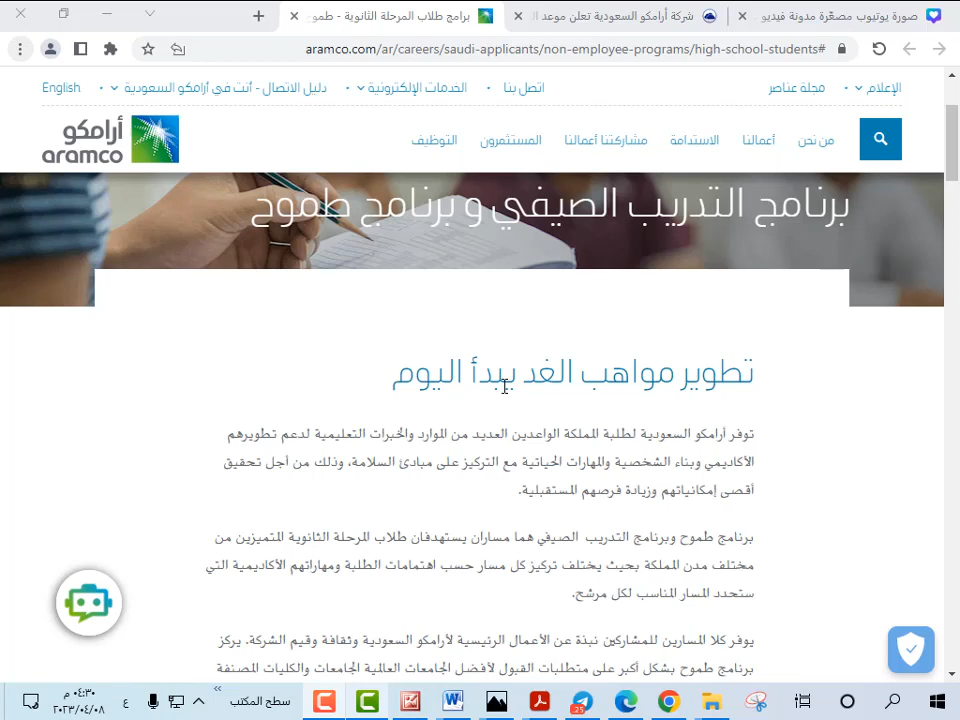 صورة يوتيوب مصغّرة مدونة فيديو
شركة أرامكو السعودية تعلن موعد ال
برامج طلاب المرحلة الثانوية - طموح
aramco.com/ar/careers/saudi-applicants/non-employee-programs/high-school-students#
الإعلام
مجلة عناصر
اتصل بنا
الخدمات الإلكترونية
دليل الاتصال - أنت في أرامكو السعودية
English
من نحن
أعمالنا
الاستدامة
مشاركتنا أعمالنا
المستثمرون
التوظيف
أرامكو
aramco
برنامج التدريب الصيفي و برنامج طموح
تطوير مواهب الغد يبدأ اليوم
توفر أرامكو السعودية لطلبة المملكة الواعدين العديد من الموارد والخبرات التعليمية لدعم تطويرهم
الأكاديمي وبناء الشخصية والمهارات الحياتية مع التركيز على مبادئ السلامة، وذلك من أجل تحقيق
أقصى إمكانياتهم وزيادة فرصهم المستقبلية.
برنامج طموح وبرنامج التدريب الصيفي هما مساران يستهدفان طلاب المرحلة الثانوية المتميزين من
مختلف مدن المملكة بحيث يختلف تركيز كل مسار حسب اهتمامات الطلبة ومهاراتهم الأكاديمية التي
ستحدد المسار المناسب لكل مرشح.
يوفر كلا المسارين للمشاركين نبذة عن الأعمال الرئيسية لأرامكو السعودية وثقافة وقيم الشركة. يركز
برنامج طموح بشكل أكبر على متطلبات القبول لأفضل الجامعات العالمية الجامعات والكليات المصنفة
25
سطح المكتب
ع
٠٤:٣٠ م
٢٠٢٣/٠٤/٠٨